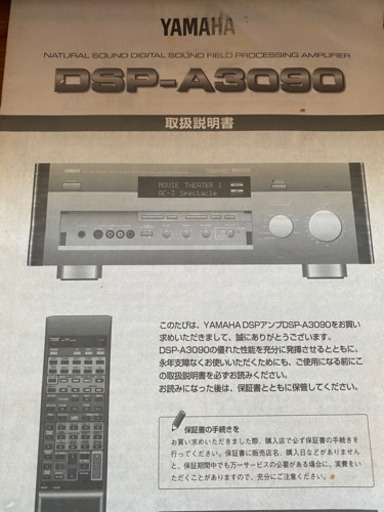 YAMAHA
NATURAL SOUND DIGITAL SOUND FIELD PROCESSING AMPLIFIER
DSP-A3090
取扱説明書
YAMAHA
MOVIE THEATER 1
AC-3 Spectacle
このたびは、YAMAHA DSPアンプDSP-A3090をお買い
求めいただきまして、誠にありがとうございます。
DSP-A3090の優れた性能を充分に発揮させるとともに、
永年支障なくお使いいただくためにも、ご使用になる前にこ
の取扱説明書を必ずお読みください。
お読みになった後は、保証書とともに保管してください。
保証書の手続きを
お買い求めいただきました際、購入店で必ず保証書の手続きを
行ってください。保証書に販売店名、購入日などがありません
と、保証期間中でも万一サービスの必要がある場合に、実費をい
ただくことがありますので、充分にご注意ください。